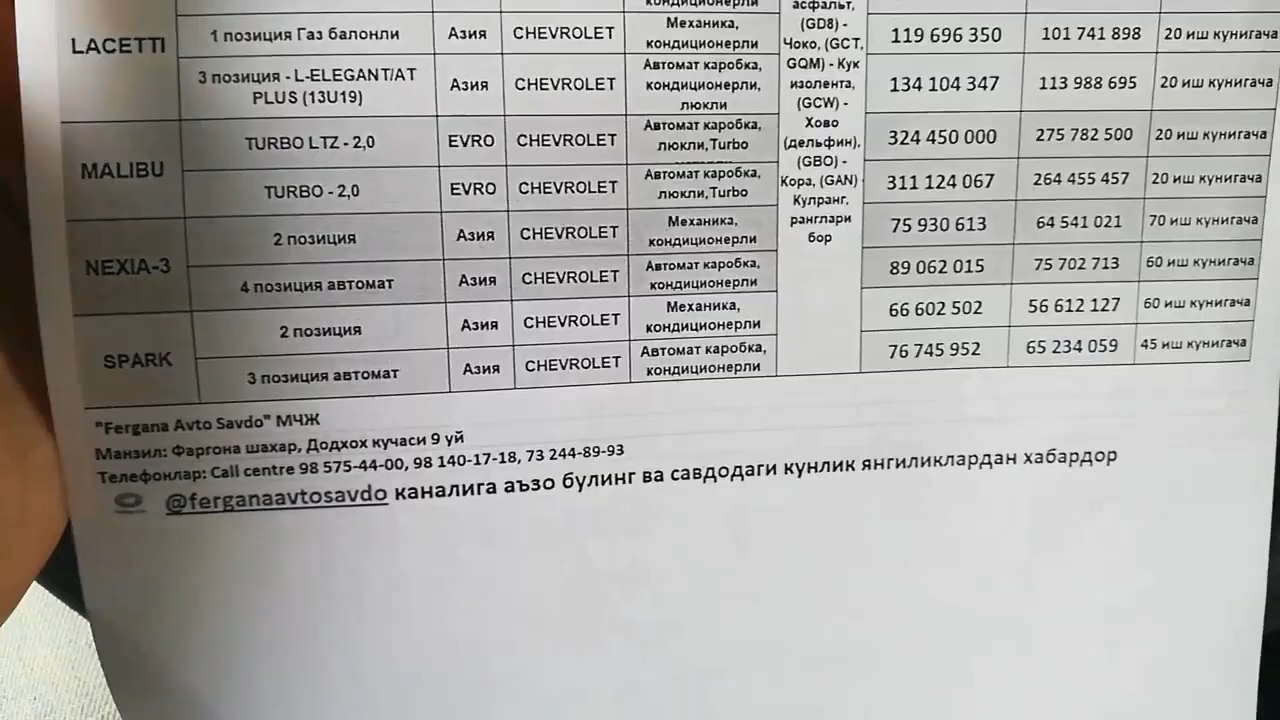 кондиционерли
асфальт,
LACETTI
1 позиция Газ балонли Азия CHEVROLET Механика, кондиционерли 119 696 350 101 741 898 20 иш кунигача
3 позиция - L-ELEGANT/AT PLUS (13U19) Азия CHEVROLET Автомат каробка, кондиционерли, люкли 134 104 347 113 988 695 20 иш кунигача
MALIBU
TURBO LTZ - 2,0 EVRO CHEVROLET Автомат каробка, люкли,Turbo 324 450 000 275 782 500 20 иш кунигача
TURBO - 2,0 EVRO CHEVROLET Автомат каробка, люкли,Turbo 311 124 067 264 455 457 20 иш кунигача
NEXIA-3
2 позиция Азия CHEVROLET Механика, кондиционерли 75 930 613 64 541 021 70 иш кунигача
4 позиция автомат Азия CHEVROLET Автомат каробка, кондиционерли 89 062 015 75 702 713 60 иш кунигача
SPARK
2 позиция Азия CHEVROLET Механика, кондиционерли 66 602 502 56 612 127 60 иш кунигача
3 позиция автомат Азия CHEVROLET Автомат каробка, кондиционерли 76 745 952 65 234 059 45 иш кунигача
(GD8) -
Чоко, (GCT,
GQM) - Кук
изолента,
(GCW) -
Хово
(дельфин),
(GBO) -
Кора, (GAN) -
Кулранг,
ранглари
бор
"Fergana Avto Savdo" МЧЖ
Манзил: Фаргона шахар, Додхох кучаси 9 уй
Телефонлар: Call centre 98 575-44-00, 98 140-17-18, 73 244-89-93
@ferganaavtosavdo каналига аъзо булинг ва савдодаги кунлик янгиликлардан хабардор